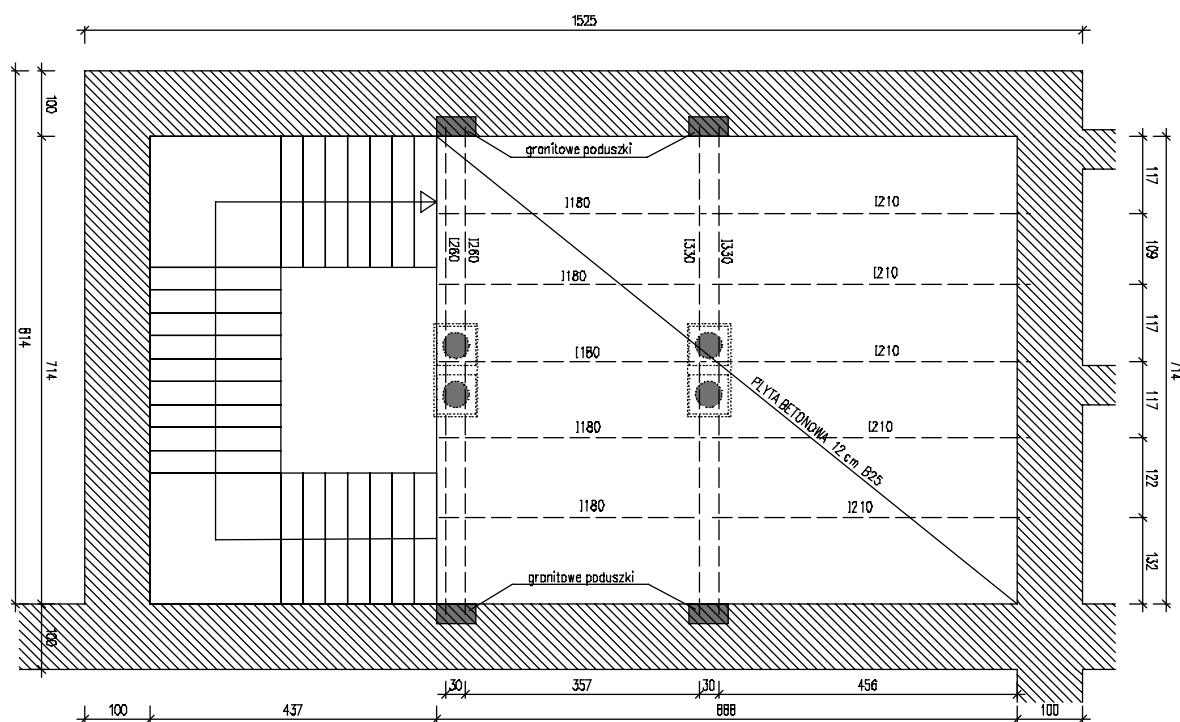 1525
100
granitowe poduszki
117
I180
I210
I260
I260
I330
I330
109
I180
I210
814
714
117
714
I180
I210
117
PŁYTA BETONOWA 12 cm B25
I180
I210
122
I180
I210
132
granitowe poduszki
100
30
357
30
456
100
437
888
100